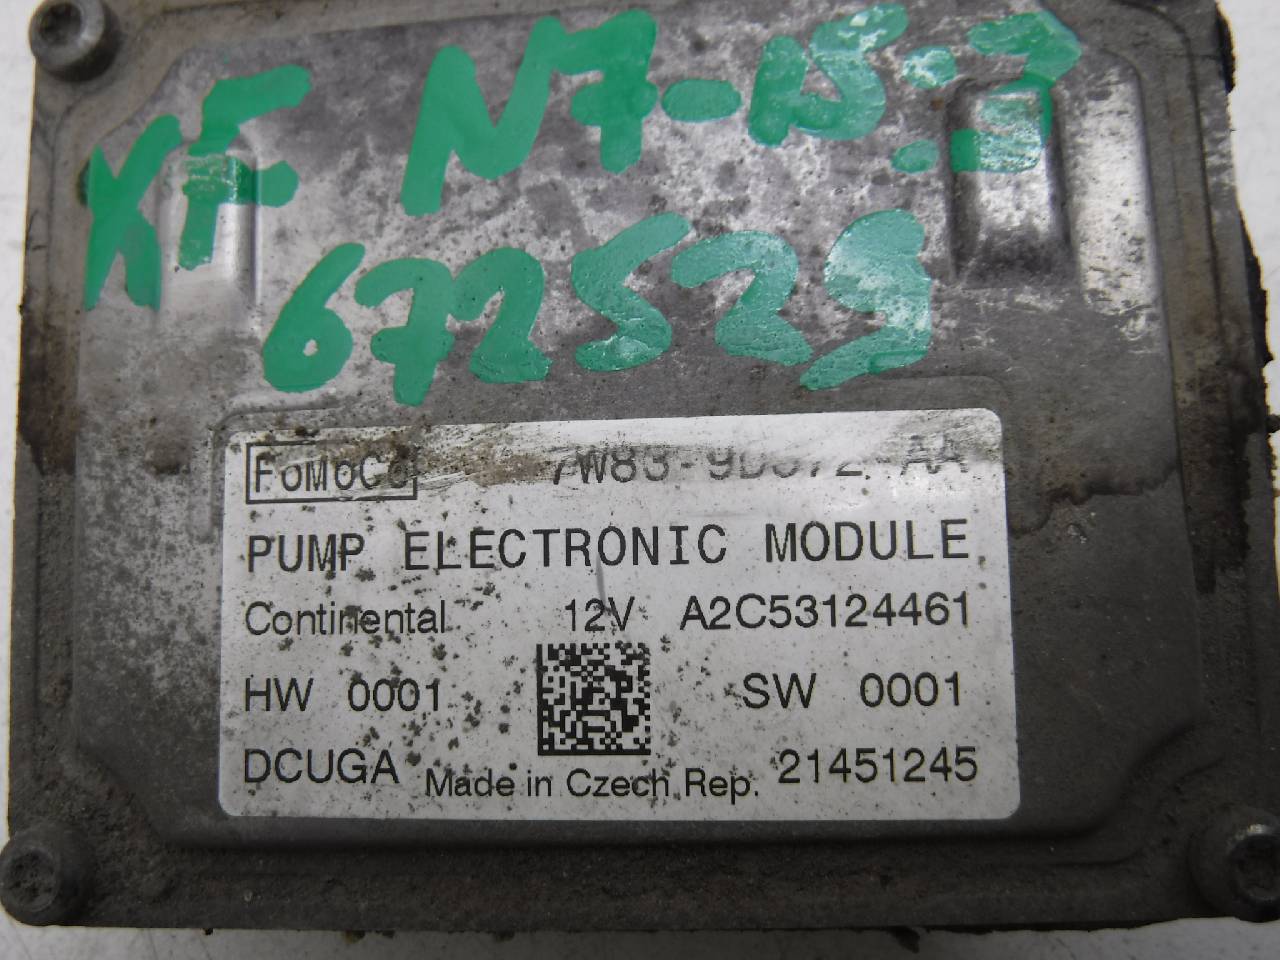 XF N7-15-3
672529
FoMoCo 7W83-9D372-AA
PUMP ELECTRONIC MODULE
Continental 12V A2C53124461
HW 0001 SW 0001
DCUGA Made in Czech Rep. 21451245